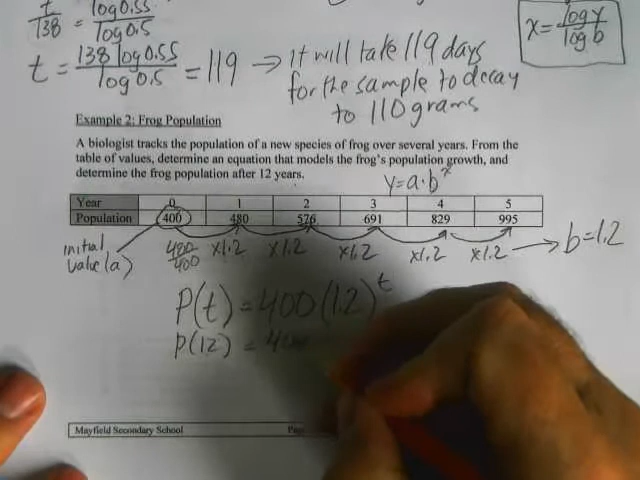 t/138 = log0.55/log0.5
x = log y/log b
t = 138 log0.55/log 0.5 = 119 → it will take 119 days
for the sample to decay
to 110 grams
Example 2: Frog Population
A biologist tracks the population of a new species of frog over several years. From the
table of values, determine an equation that models the frog's population growth, and
determine the frog population after 12 years.
y=a·b^x
Year 0 1 2 3 4 5
Population 400 480 576 691 829 995
initial
value (a)
480/400 x1.2 x1.2 x1.2 x1.2 x1.2 → b=1.2
P(t) = 400(1.2)^t
P(12) = 400
Mayfield Secondary School